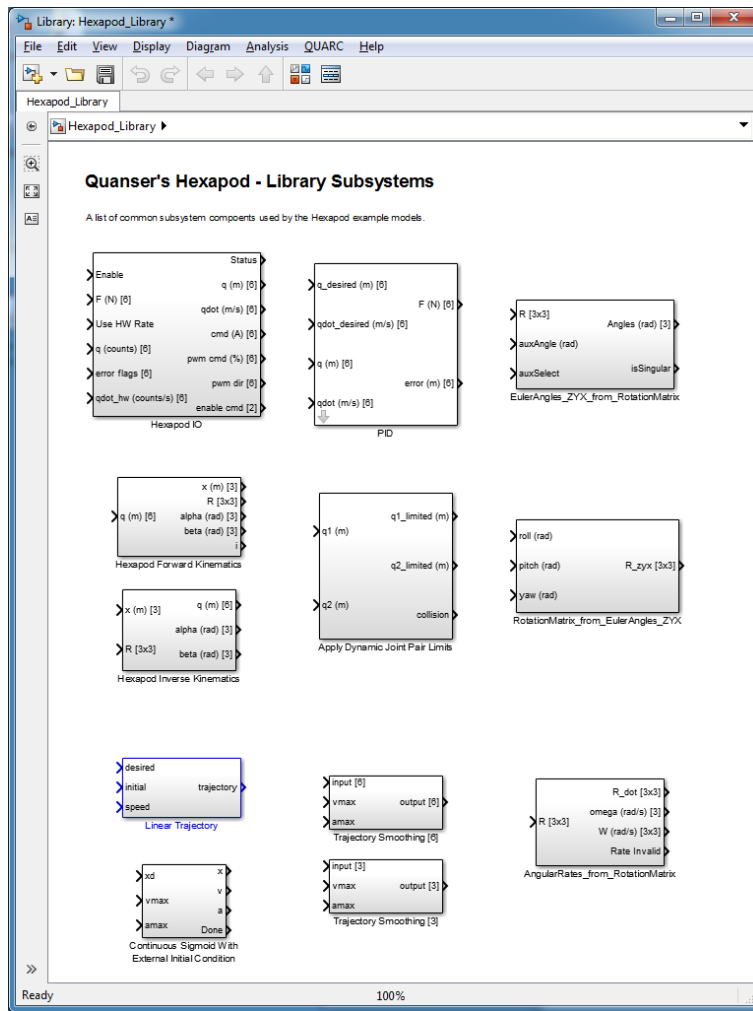 Library: Hexapod_Library *
File Edit View Display Diagram Analysis QUARC Help
Hexapod_Library
Hexapod_Library
Quanser's Hexapod - Library Subsystems
A list of common subsystem compoents used by the Hexapod example models.
Enable
F (N) [6]
Use HW Rate
q (counts) [6]
error flags [6]
qdot_hw (counts/s) [6]
Status
q (m) [6]
qdot (m/s) [6]
cmd (A) [6]
pwm cmd (%) [6]
pwm dir [6]
enable cmd [2]
Hexapod IO
q_desired (m) [6]
qdot_desired (m/s) [6]
q (m) [6]
qdot (m/s) [6]
F (N) [6]
error (m) [6]
PID
R [3x3]
auxAngle (rad)
auxSelect
Angles (rad) [3]
isSingular
EulerAngles_ZYX_from_RotationMatrix
q (m) [6]
x (m) [3]
R [3x3]
alpha (rad) [3]
beta (rad) [3]
i
Hexapod Forward Kinematics
x (m) [3]
R [3x3]
q (m) [6]
alpha (rad) [3]
beta (rad) [3]
Hexapod Inverse Kinematics
q1 (m)
q2 (m)
q1_limited (m)
q2_limited (m)
collision
Apply Dynamic Joint Pair Limits
roll (rad)
pitch (rad)
yaw (rad)
R_zyx [3x3]
RotationMatrix_from_EulerAngles_ZYX
desired
initial
speed
trajectory
Linear Trajectory
input [6]
vmax
amax
output [6]
Trajectory Smoothing [6]
R [3x3]
R_dot [3x3]
omega (rad/s) [3]
W (rad/s) [3x3]
Rate Invalid
AngularRates_from_RotationMatrix
xd
vmax
amax
x
v
a
Done
Continuous Sigmoid With
External Initial Condition
input [3]
vmax
amax
output [3]
Trajectory Smoothing [3]
Ready
100%